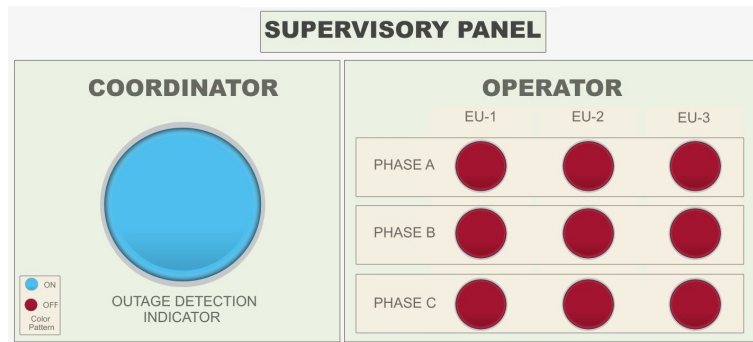 SUPERVISORY PANEL
COORDINATOR
OUTAGE DETECTION
INDICATOR
ON
OFF
Color
Pattern
OPERATOR
EU-1 EU-2 EU-3
PHASE A
PHASE B
PHASE C